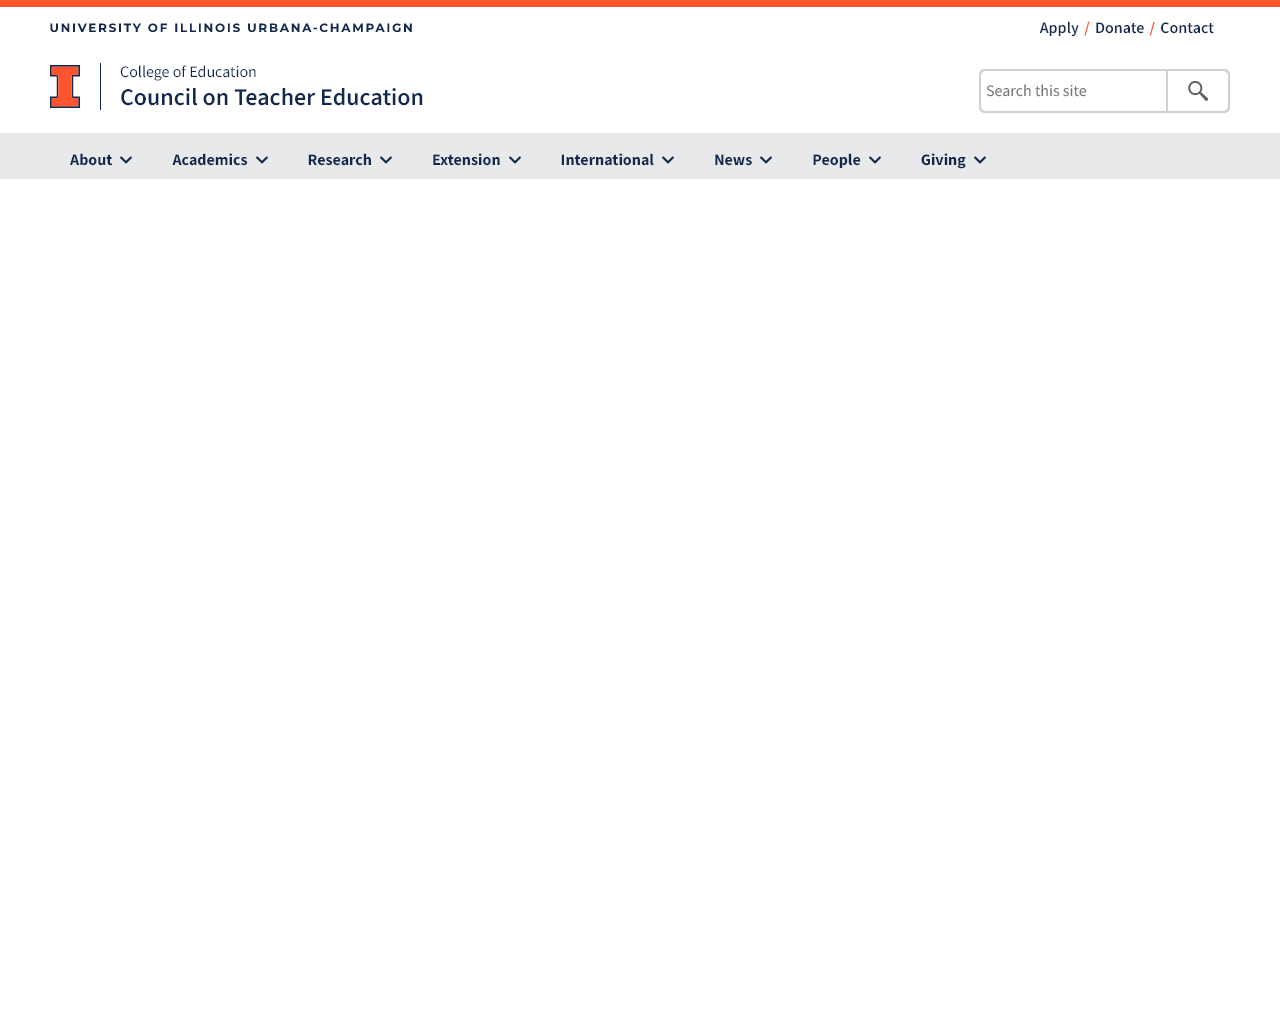 UNIVERSITY OF ILLINOIS URBANA-CHAMPAIGN
Apply / Donate / Contact
College of Education
Council on Teacher Education
Search this site
About Academics Research Extension International News People Giving